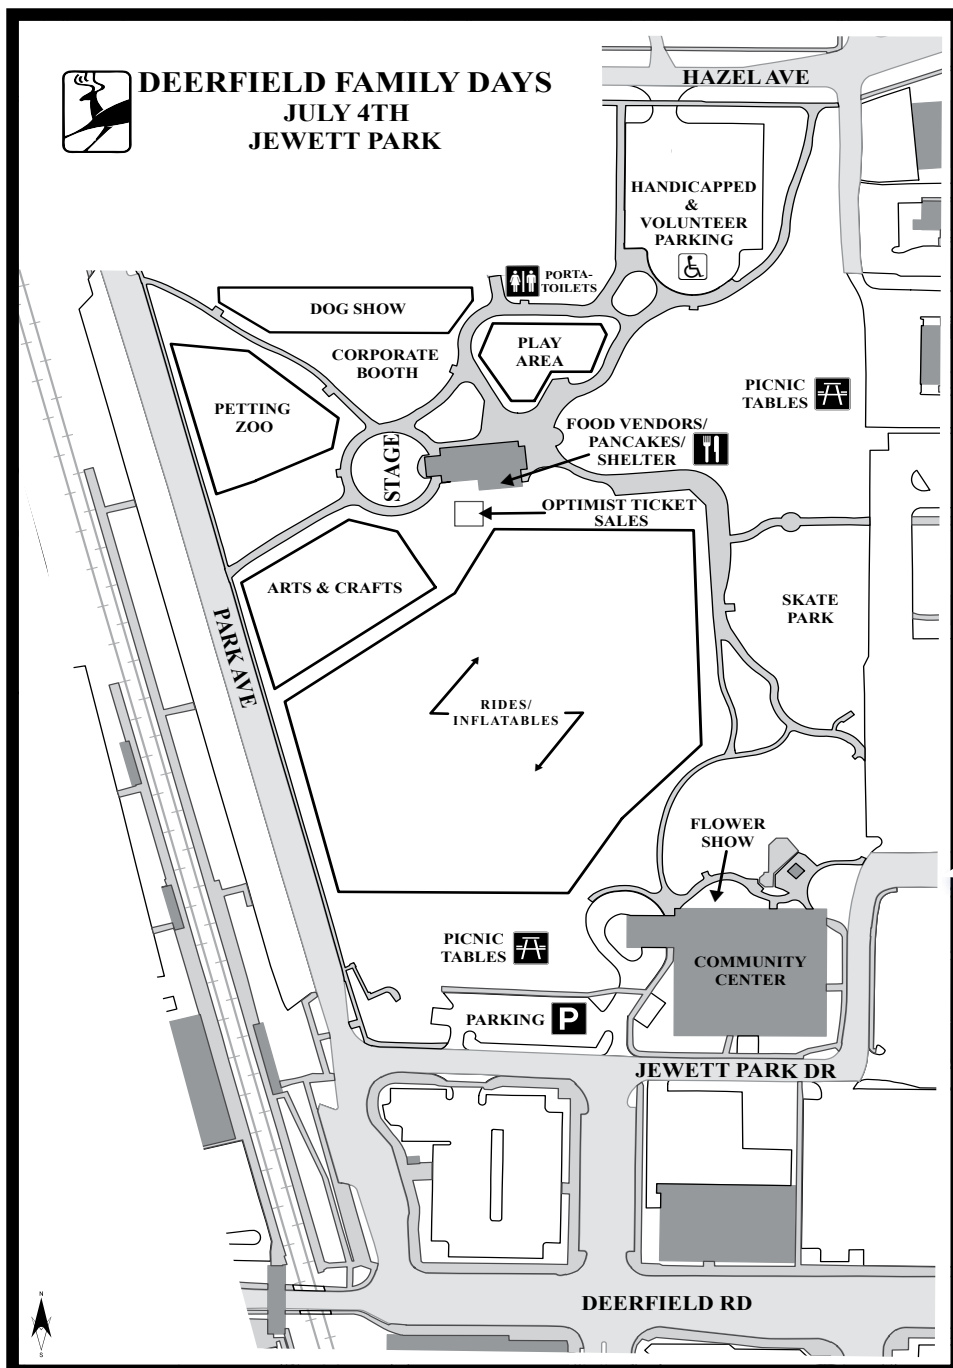 DEERFIELD FAMILY DAYS
JULY 4TH
JEWETT PARK
HAZEL AVE
HANDICAPPED
&
VOLUNTEER
PARKING
PORTA-
TOILETS
DOG SHOW
CORPORATE
BOOTH
PLAY
AREA
PETTING
ZOO
PICNIC
TABLES
STAGE
FOOD VENDORS/
PANCAKES/
SHELTER
OPTIMIST TICKET
SALES
ARTS & CRAFTS
SKATE
PARK
PARK AVE
RIDES/
INFLATABLES
FLOWER
SHOW
PICNIC
TABLES
COMMUNITY
CENTER
PARKING P
JEWETT PARK DR
DEERFIELD RD
N
S